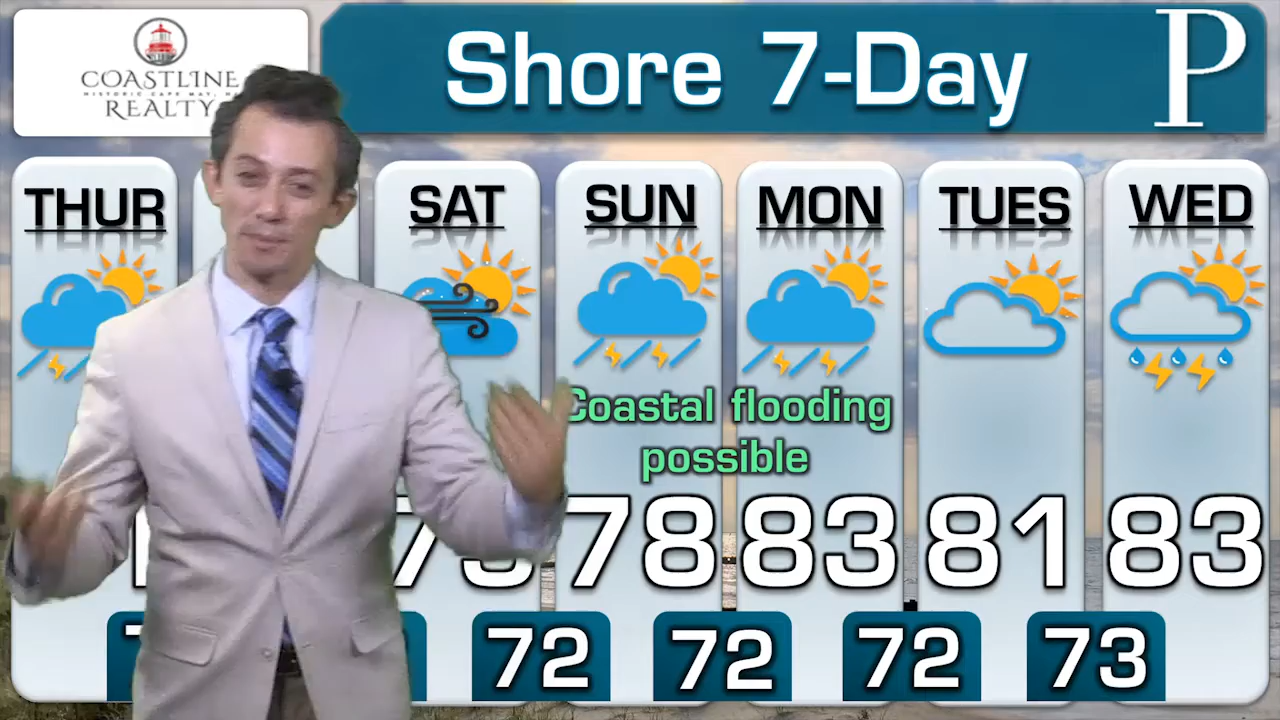 COASTLINE
REALTY
Shore 7-Day
P
THUR
SAT
SUN
MON
TUES
WED
Coastal flooding
possible
78
83
81
83
72
72
72
73